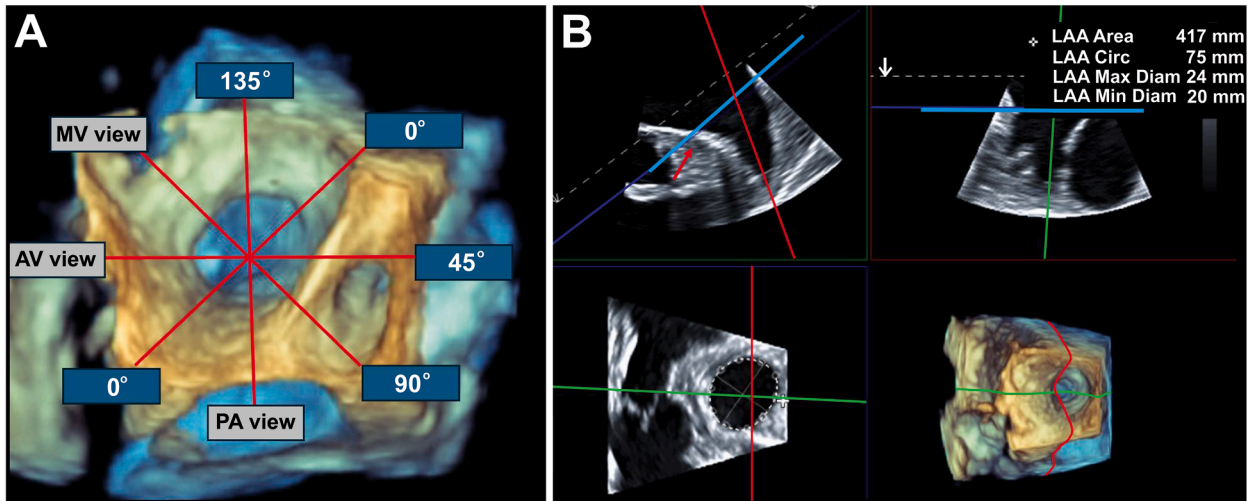 A
135°
MV view
0°
AV view
45°
0°
90°
PA view
B
LAA Area 417 mm
LAA Circ 75 mm
LAA Max Diam 24 mm
LAA Min Diam 20 mm